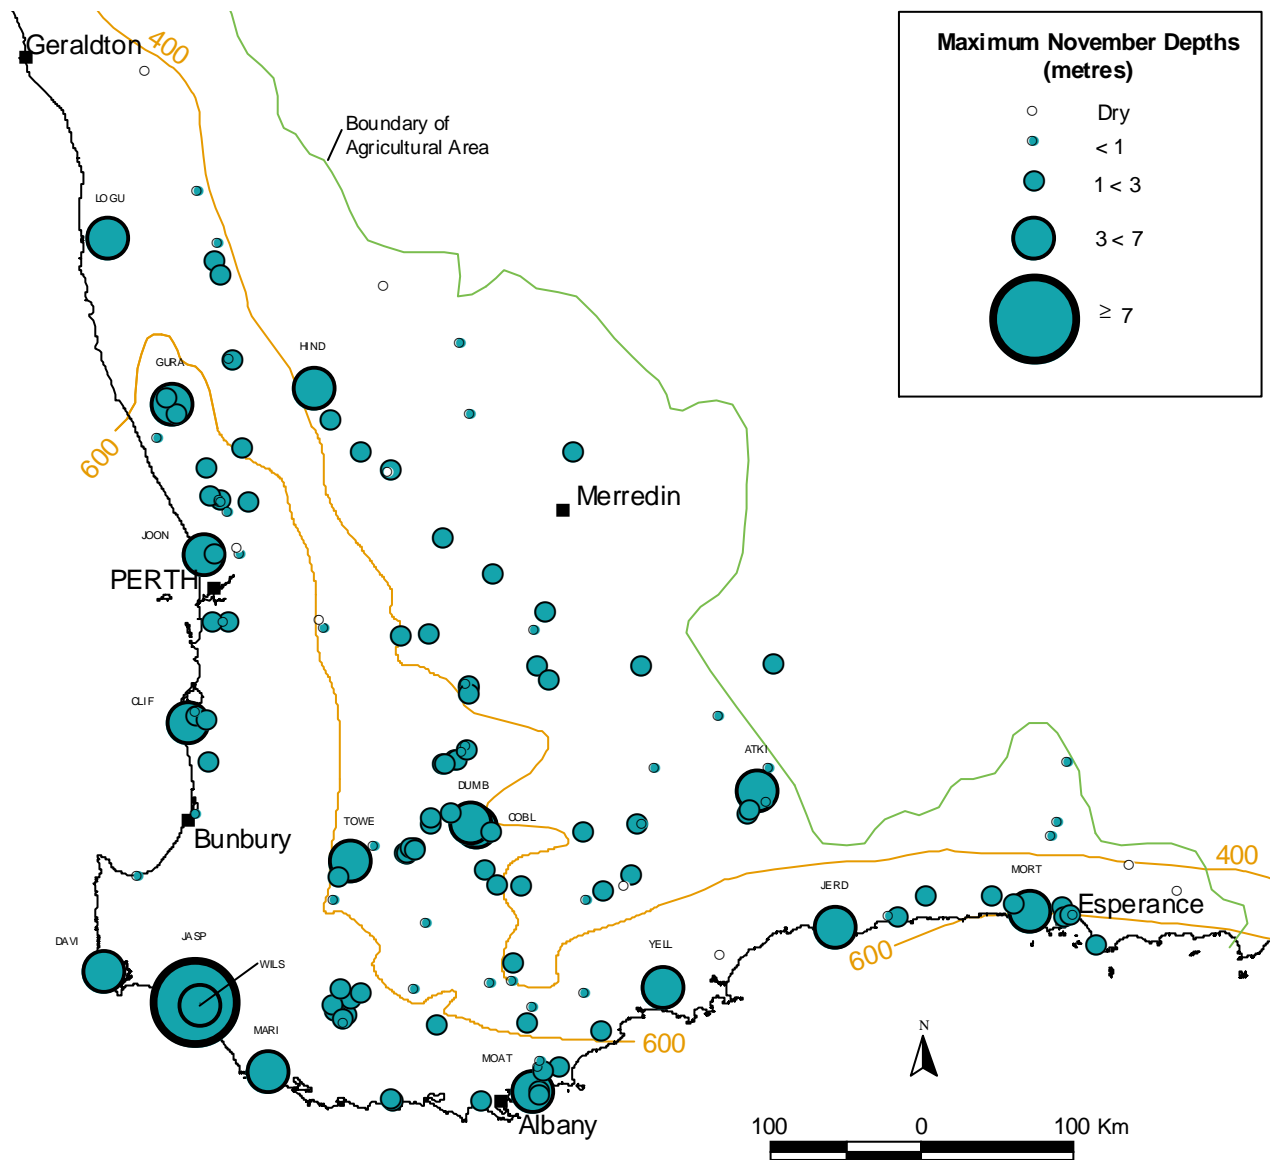 Geraldton
400
Maximum November Depths
(metres)
Dry
< 1
1 < 3
3 < 7
≥ 7
Boundary of
Agricultural Area
LOGU
HIND
GURA
600
Merredin
JOON
PERTH
CLIF
ATKI
DUMB
COBL
TOWE
Bunbury
400
MORT
JERD
Esperance
DAVI
JASP
WILS
YELL
600
MARI
N
600
MOAT
Albany
100
0
100 Km